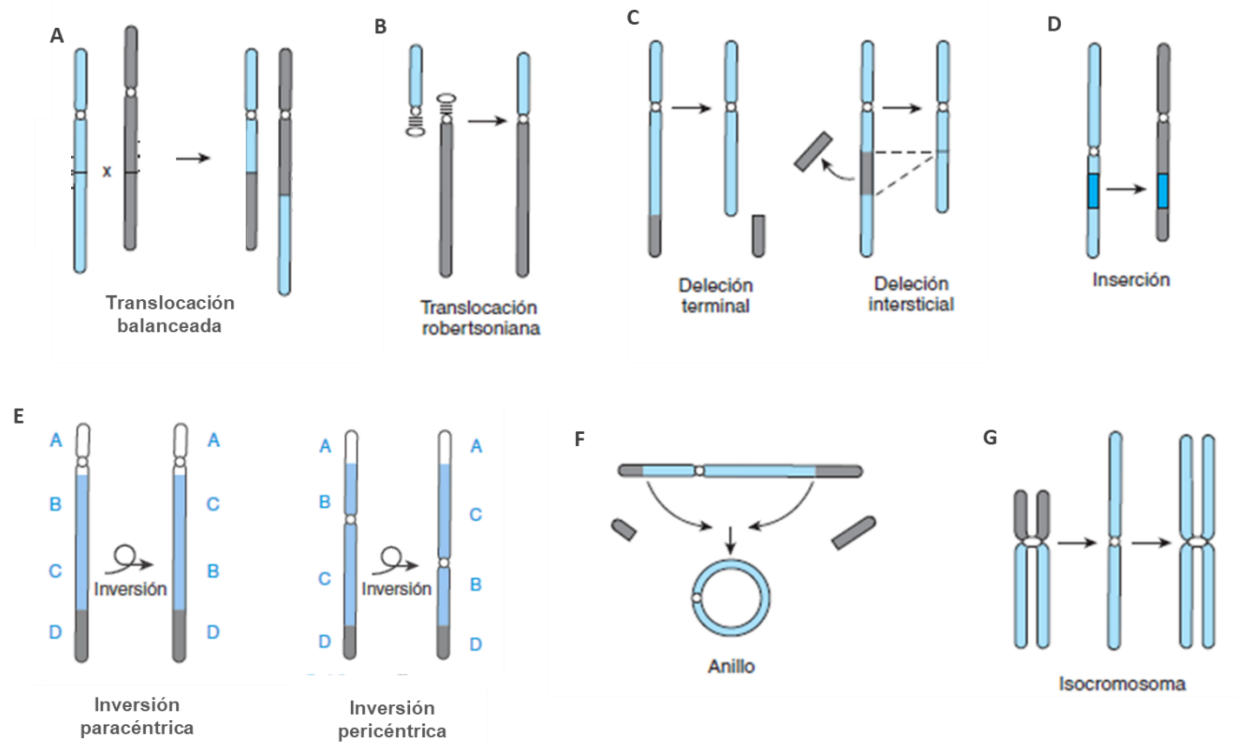 A
x
Translocación
balanceada
B
Translocación
robertsoniana
C
Deleción
terminal
Deleción
intersticial
D
Inserción
E
A
B
C
D
Inversión
A
C
B
D
Inversión
paracéntrica
A
B
C
D
Inversión
A
C
B
D
Inversión
pericéntrica
F
Anillo
G
Isocromosoma